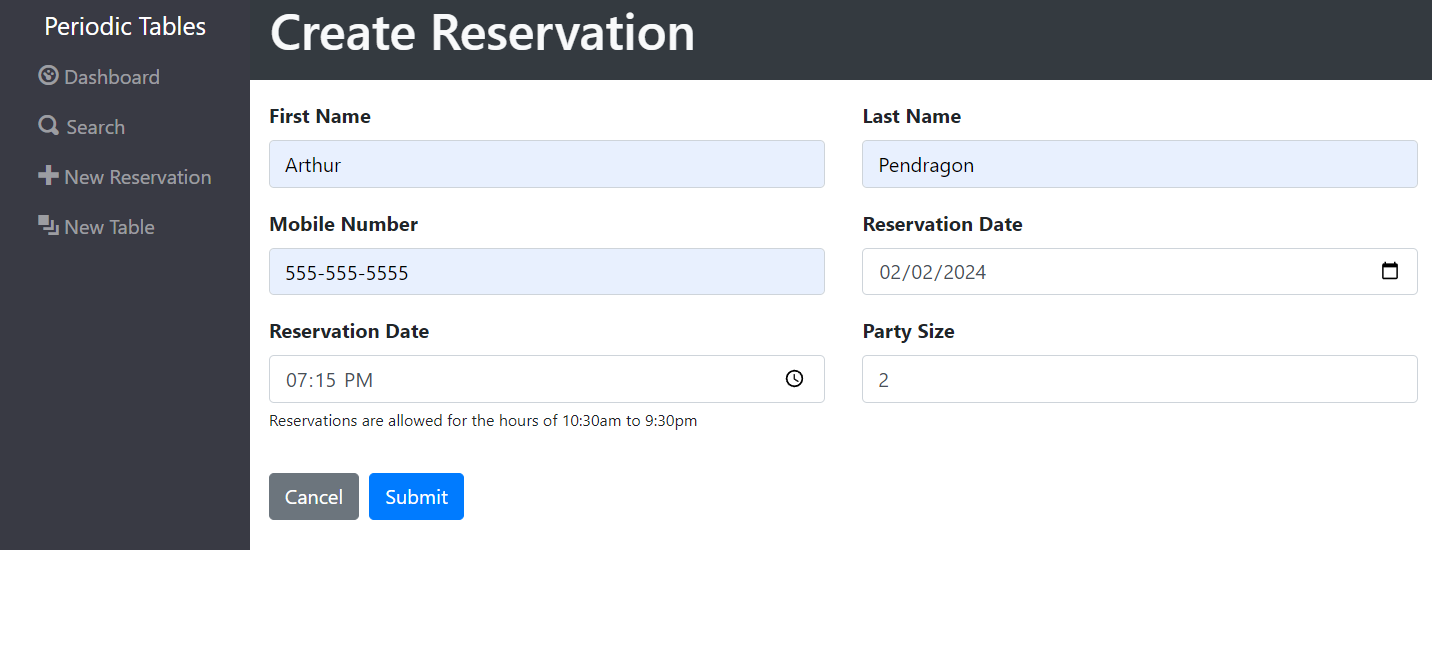 Periodic Tables
Dashboard
Search
New Reservation
New Table
Create Reservation
First Name
Last Name
Arthur
Pendragon
Mobile Number
Reservation Date
555-555-5555
02/02/2024
Reservation Date
Party Size
07:15 PM
2
Reservations are allowed for the hours of 10:30am to 9:30pm
Cancel
Submit